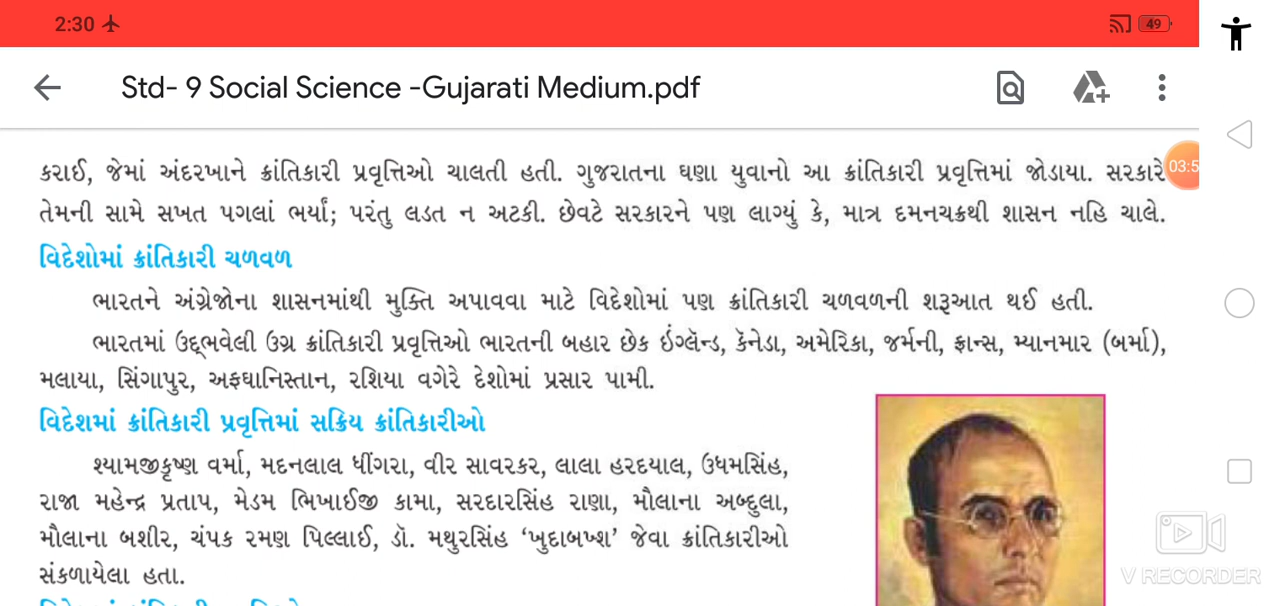 2:30
49
Std- 9 Social Science -Gujarati Medium.pdf
કરાઈ, જેમાં અંદરખાને ક્રાંતિકારી પ્રવૃત્તિઓ ચાલતી હતી. ગુજરાતના ઘણા યુવાનો આ ક્રાંતિકારી પ્રવૃત્તિમાં જોડાયા. સરકારે
03:5
તેમની સામે સખત પગલાં ભર્યાં; પરંતુ લડત ન અટકી. છેવટે સરકારને પણ લાગ્યું કે, માત્ર દમનચક્રથી શાસન નહિ ચાલે.
વિદેશોમાં ક્રાંતિકારી ચળવળ
ભારતને અંગ્રેજોના શાસનમાંથી મુક્તિ અપાવવા માટે વિદેશોમાં પણ ક્રાંતિકારી ચળવળની શરૂઆત થઈ હતી.
ભારતમાં ઉદ્ભવેલી ઉગ્ર ક્રાંતિકારી પ્રવૃત્તિઓ ભારતની બહાર છેક ઇંગ્લૅન્ડ, કૅનેડા, અમેરિકા, જર્મની, ફ્રાન્સ, મ્યાનમાર (બર્મા),
મલાયા, સિંગાપુર, અફઘાનિસ્તાન, રશિયા વગેરે દેશોમાં પ્રસાર પામી.
વિદેશમાં ક્રાંતિકારી પ્રવૃત્તિમાં સક્રિય ક્રાંતિકારીઓ
શ્યામજીકૃષ્ણ વર્મા, મદનલાલ ધીંગરા, વીર સાવરકર, લાલા હરદયાલ, ઉધમસિંહ,
રાજા મહેન્દ્ર પ્રતાપ, મેડમ ભિખાઈજી કામા, સરદારસિંહ રાણા, મૌલાના અબ્દુલા,
મૌલાના બશીર, ચંપક રમણ પિલ્લાઈ, ડૉ. મથુરસિંહ ‘ખુદાબખ્શ’ જેવા ક્રાંતિકારીઓ
સંકળાયેલા હતા.
V RECORDER